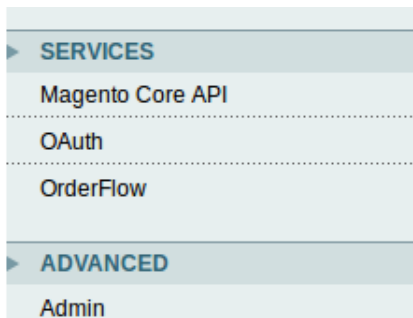 SERVICES
Magento Core API
OAuth
OrderFlow
ADVANCED
Admin